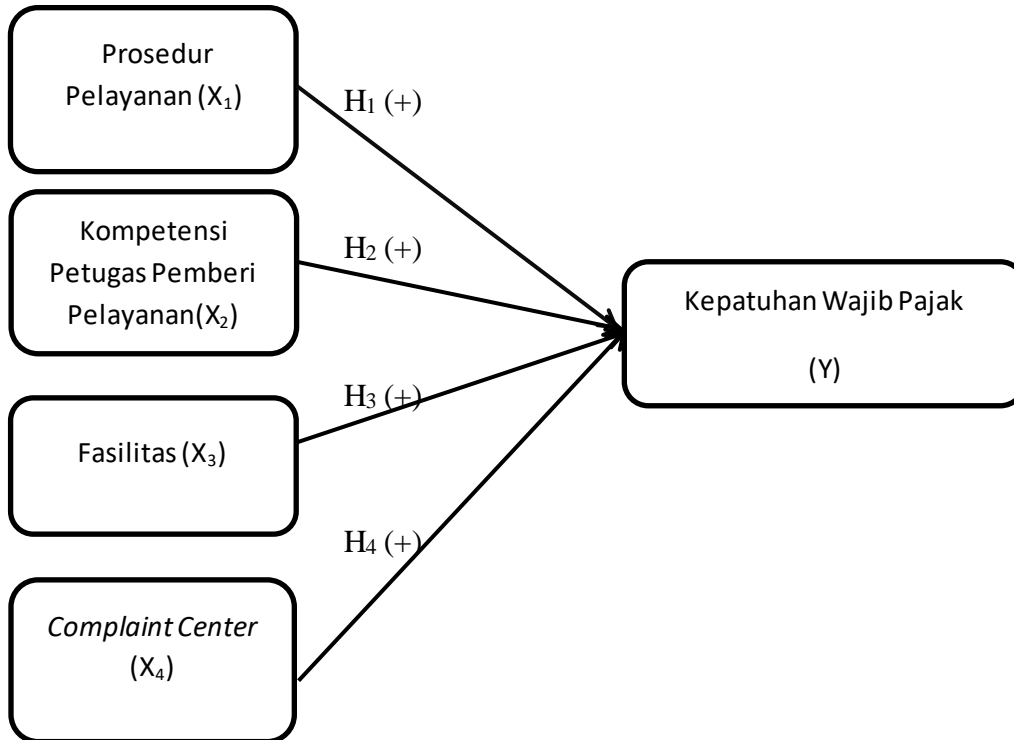 Prosedur
Pelayanan (X₁)
H₁ (+)
Kompetensi
Petugas Pemberi
Pelayanan(X₂)
H₂ (+)
Kepatuhan Wajib Pajak
(Y)
Fasilitas (X₃)
H₃ (+)
Complaint Center
(X₄)
H₄ (+)